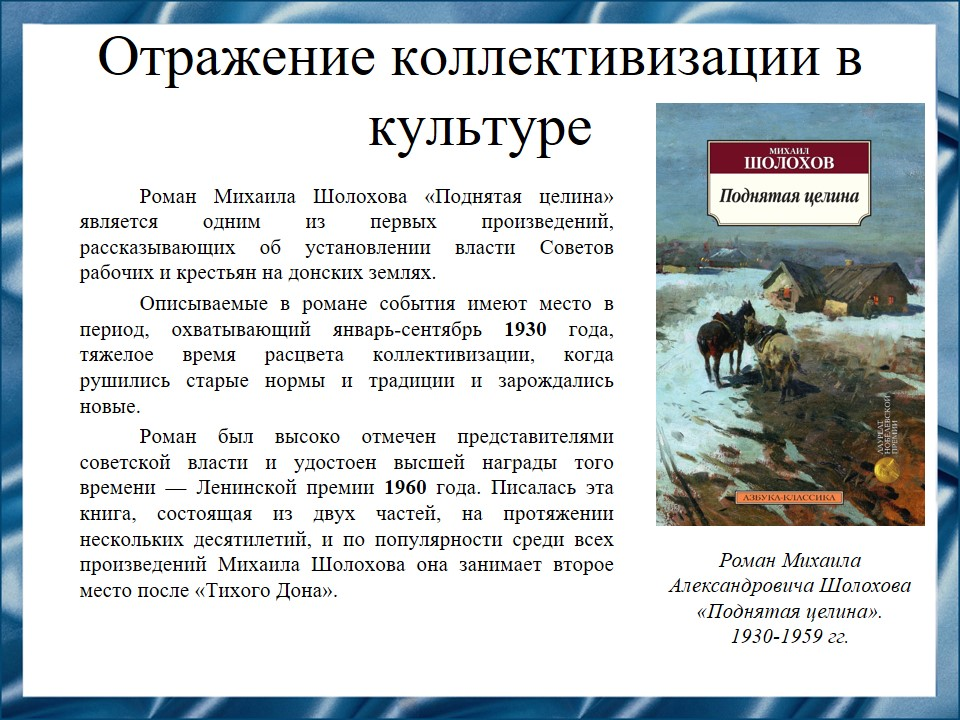 Отражение коллективизации в
культуре
Роман Михаила Шолохова «Поднятая целина»
является одним из первых произведений,
рассказывающих об установлении власти Советов
рабочих и крестьян на донских землях.
Описываемые в романе события имеют место в
период, охватывающий январь-сентябрь 1930 года,
тяжелое время расцвета коллективизации, когда
рушились старые нормы и традиции и зарождались
новые.
Роман был высоко отмечен представителями
советской власти и удостоен высшей награды того
времени — Ленинской премии 1960 года. Писалась эта
книга, состоящая из двух частей, на протяжении
нескольких десятилетий, и по популярности среди всех
произведений Михаила Шолохова она занимает второе
место после «Тихого Дона».
МИХАИЛ
ШОЛОХОВ
Поднятая целина
ЛАУРЕАТ
НОБЕЛЕВСКОЙ
ПРЕМИИ
АЗБУКА-КЛАССИКА
Роман Михаила
Александровича Шолохова
«Поднятая целина».
1930-1959 гг.